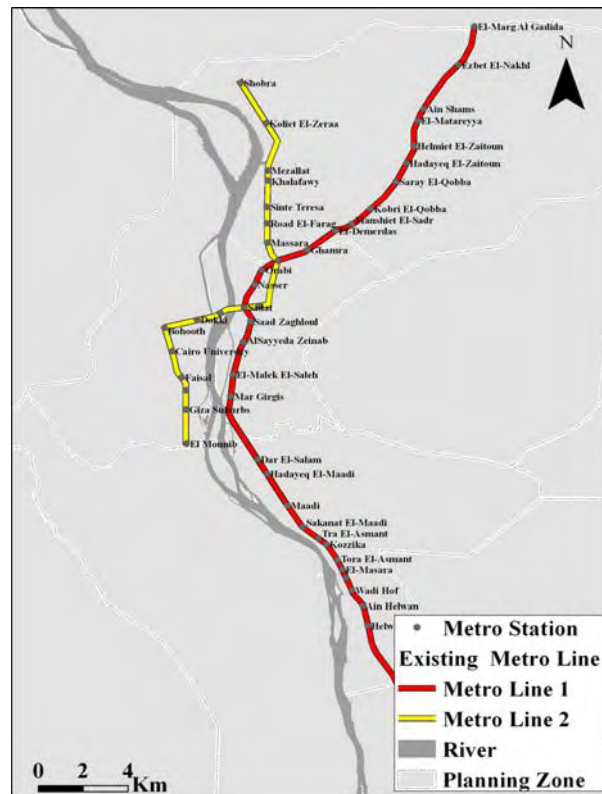 El-Marg Al Gadida
N
Ezbet El-Nakhl
Shobra
Ain Shams
El-Matareyya
Koliet El-Zeraa
Helmiet El-Zaitoun
Hadayeq El-Zaitoun
Mezallat
Khalafawy
Saray El-Qobba
Sinte Teresa
Kobri El-Qobba
Road El-Farag
Manshiet El-Sadr
El-Demerdas
Massara
Ghamra
Orabi
Nasser
Sadat
Dokki
Saad Zaghloul
Bohooth
AlSayyeda Zeinab
Cairo University
El-Malek El-Saleh
Faisal
Mar Girgis
Giza Suburbs
El Mounib
Dar El-Salam
Hadayeq El-Maadi
Maadi
Sakanat El-Maadi
Tra El-Asmant
Kozzika
Tora El-Asmant
El-Masara
Wadi Hof
Ain Helwan
Helw
Metro Station
Existing Metro Line
Metro Line 1
Metro Line 2
River
Planning Zone
0 2 4
Km